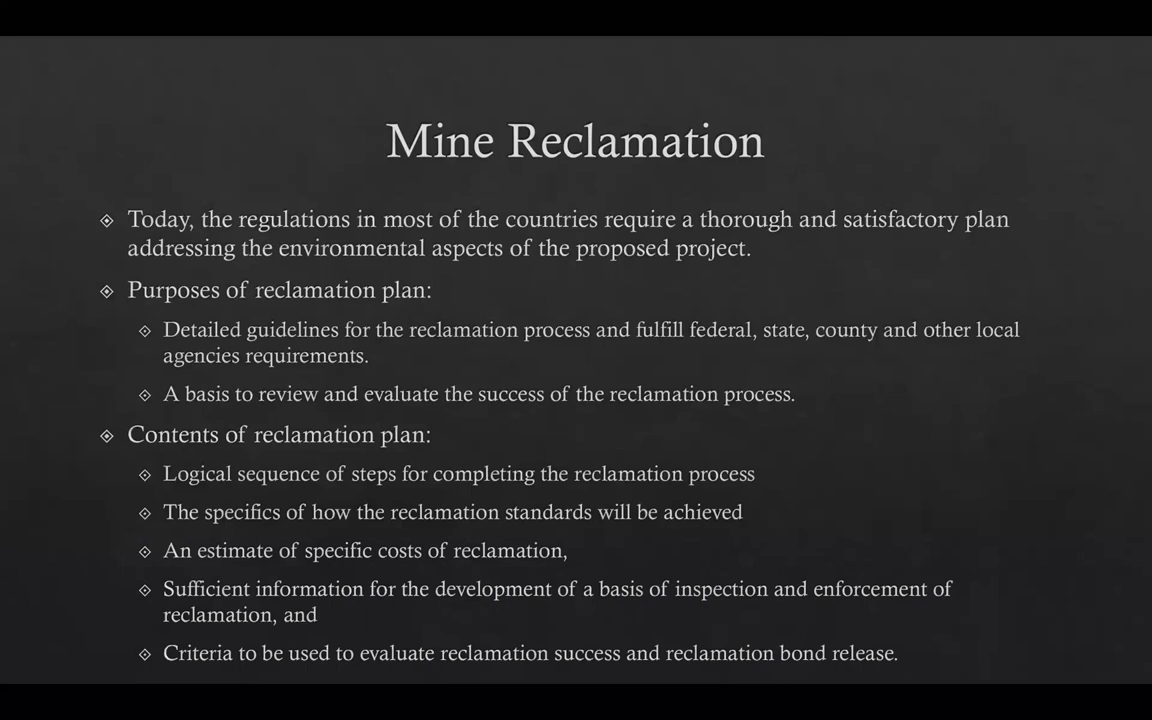 Mine Reclamation
Today, the regulations in most of the countries require a thorough and satisfactory plan
addressing the environmental aspects of the proposed project.
Purposes of reclamation plan:
Detailed guidelines for the reclamation process and fulfill federal, state, county and other local
agencies requirements.
A basis to review and evaluate the success of the reclamation process.
Contents of reclamation plan:
Logical sequence of steps for completing the reclamation process
The specifics of how the reclamation standards will be achieved
An estimate of specific costs of reclamation,
Sufficient information for the development of a basis of inspection and enforcement of
reclamation, and
Criteria to be used to evaluate reclamation success and reclamation bond release.